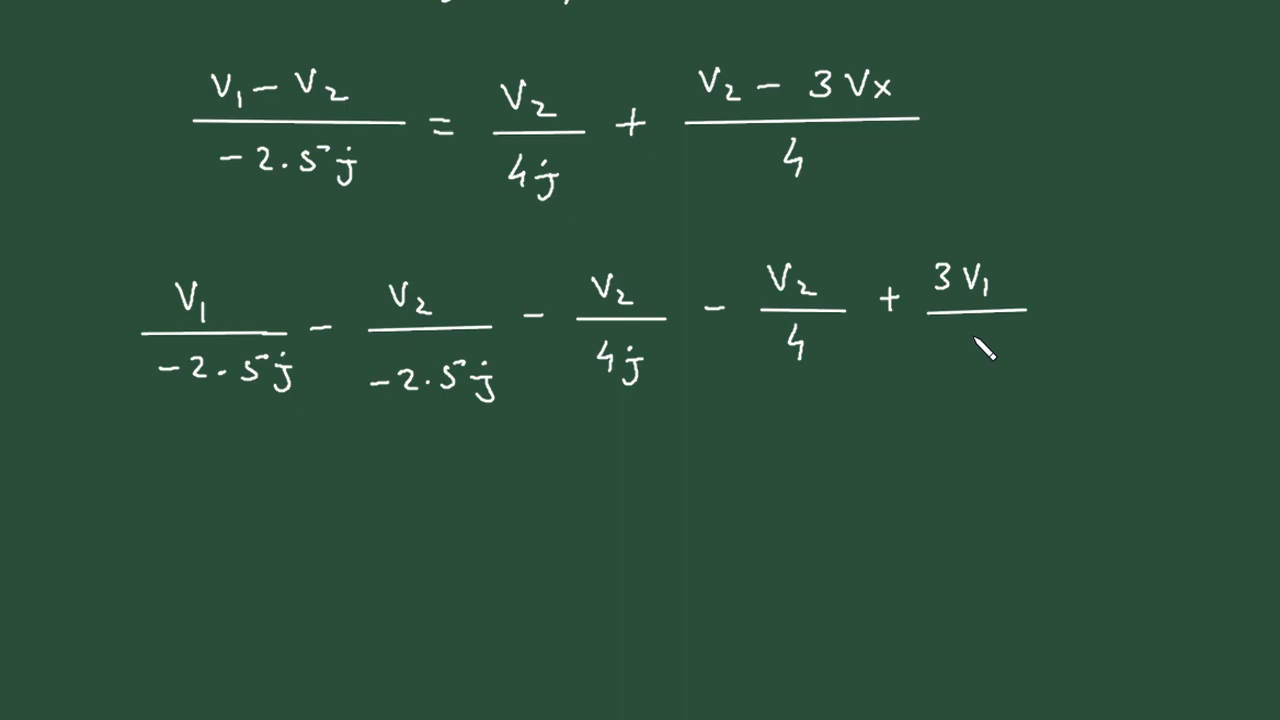 V₁ - V₂ / -2.5j = V₂ / 4j + V₂ - 3Vx / 4
V₁ / -2.5j - V₂ / -2.5j - V₂ / 4j - V₂ / 4 + 3V₁ /